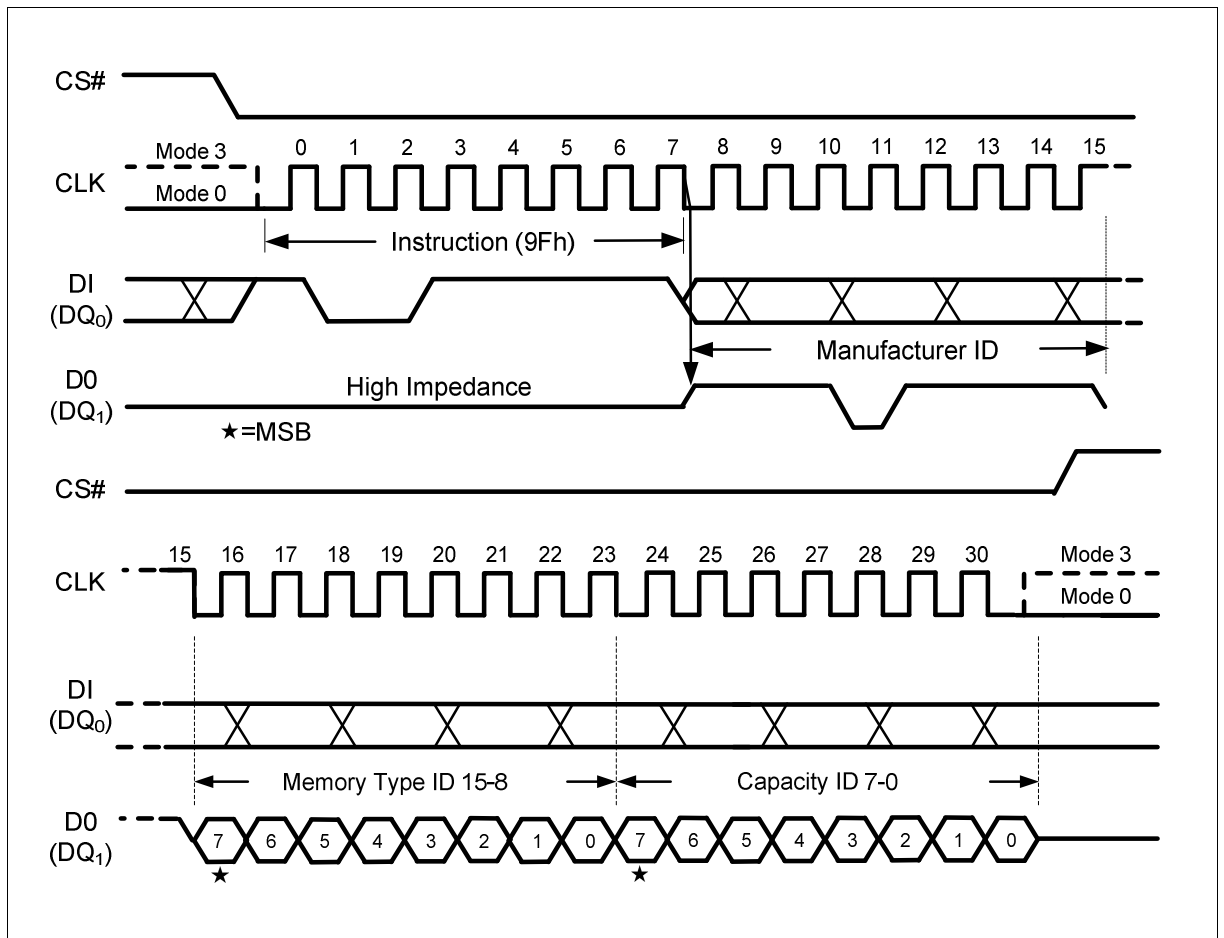 CS#
Mode 3
0 1 2 3 4 5 6 7 8 9 10 11 12 13 14 15
CLK
Mode 0
Instruction (9Fh)
DI
(DQ0)
Manufacturer ID
D0
(DQ1)
High Impedance
★=MSB
CS#
15 16 17 18 19 20 21 22 23 24 25 26 27 28 29 30
Mode 3
CLK
Mode 0
DI
(DQ0)
Memory Type ID 15-8
Capacity ID 7-0
D0
(DQ1)
7 6 5 4 3 2 1 0 7 6 5 4 3 2 1 0
★ ★